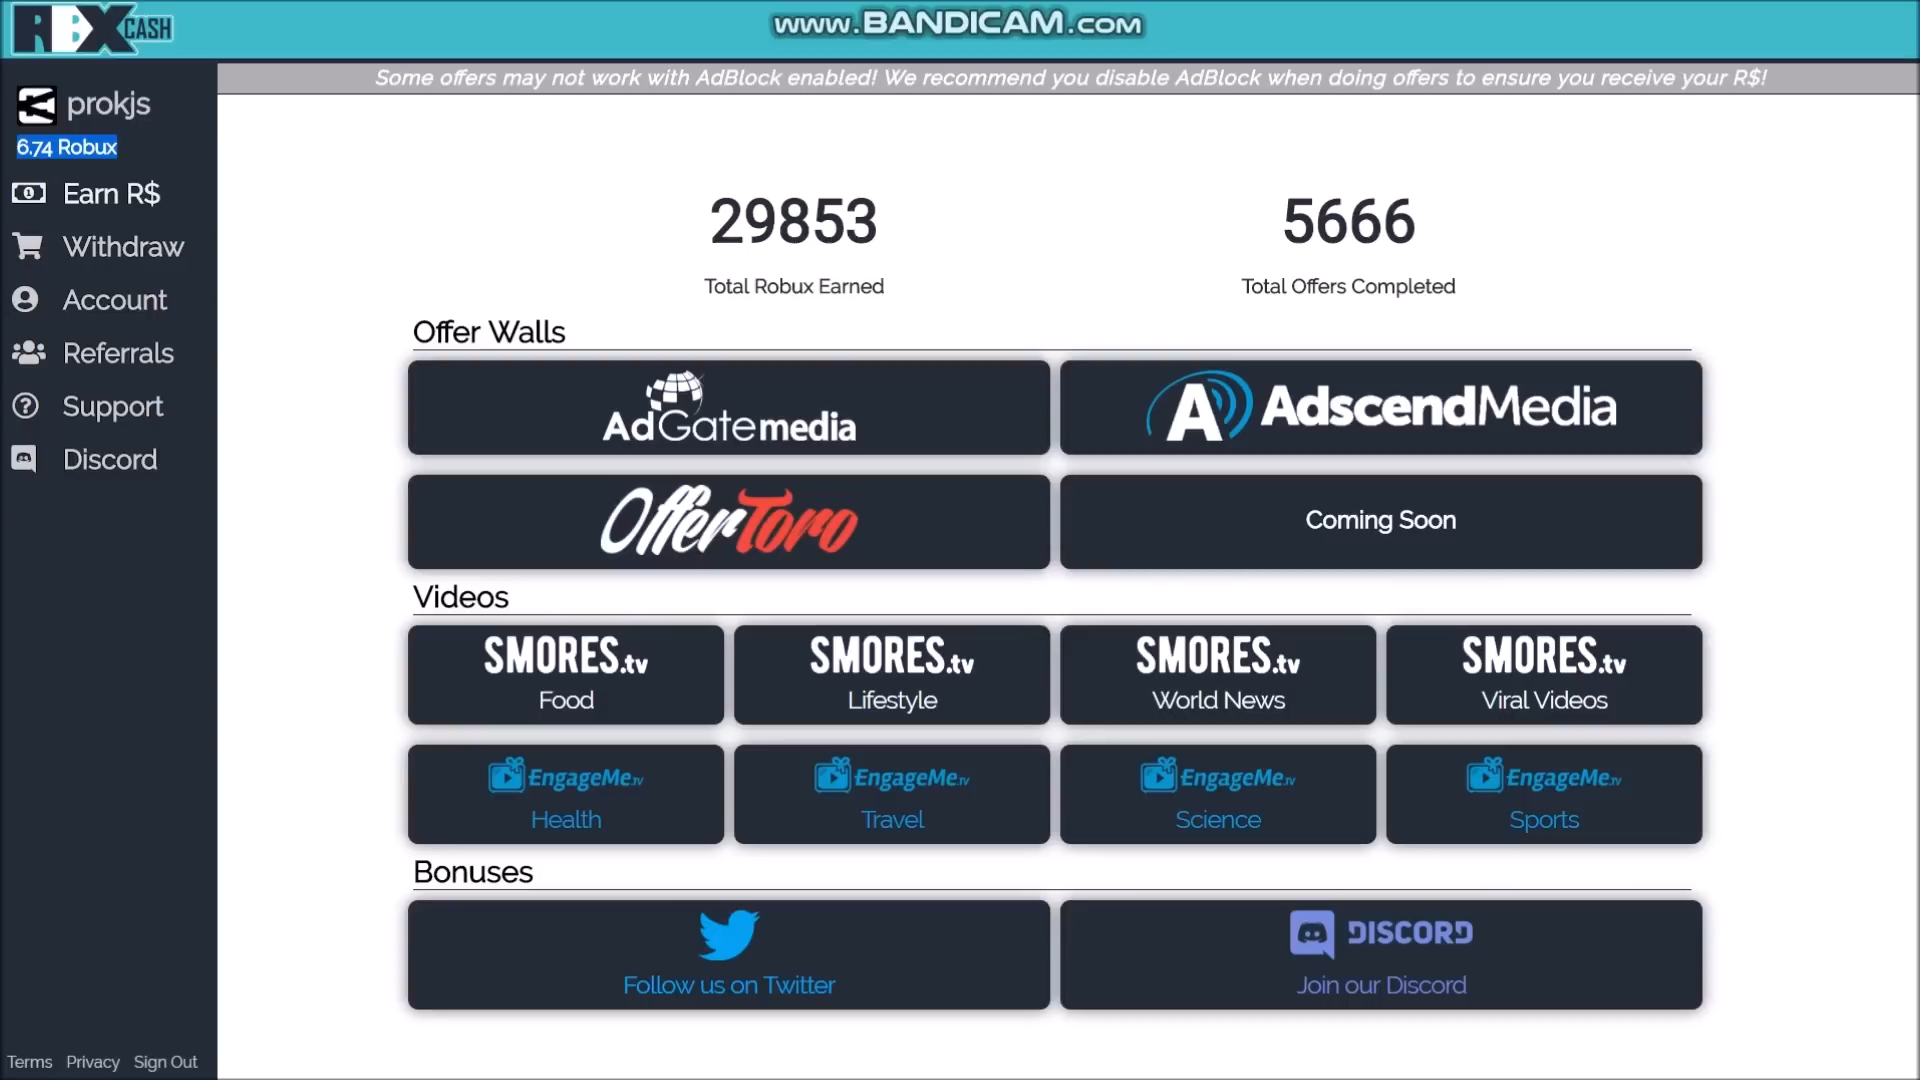 RBX CASH
www.BANDICAM.com
Some offers may not work with AdBlock enabled! We recommend you disable AdBlock when doing offers to ensure you receive your R$!
prokjs
6.74 Robux
Earn R$
Withdraw
Account
Referrals
Support
Discord
29853
5666
Total Robux Earned
Total Offers Completed
Offer Walls
AdGatemedia
AdscendMedia
OfferToro
Coming Soon
Videos
SMORES.tv
Food
SMORES.tv
Lifestyle
SMORES.tv
World News
SMORES.tv
Viral Videos
EngageMe.TV
Health
EngageMe.TV
Travel
EngageMe.TV
Science
EngageMe.TV
Sports
Bonuses
Follow us on Twitter
DISCORD
Join our Discord
Terms Privacy Sign Out